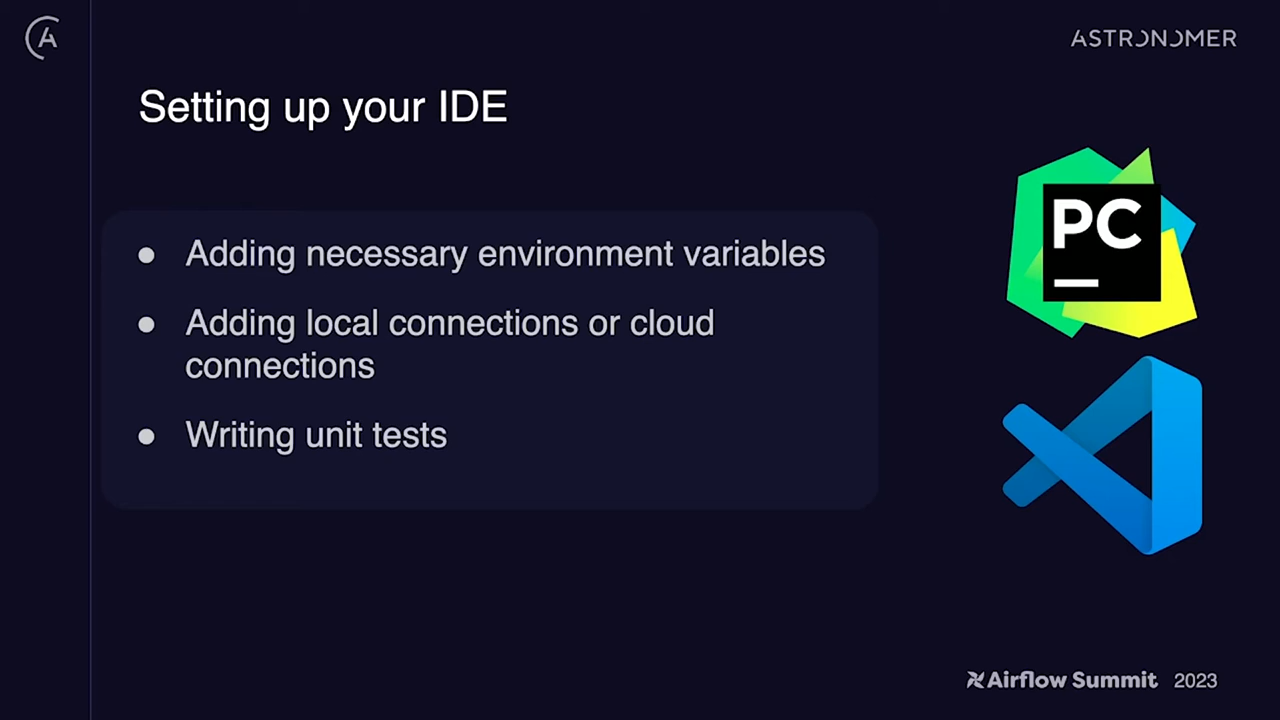 ASTRONOMER
Setting up your IDE
PC
● Adding necessary environment variables
● Adding local connections or cloud
connections
● Writing unit tests
Airflow Summit 2023